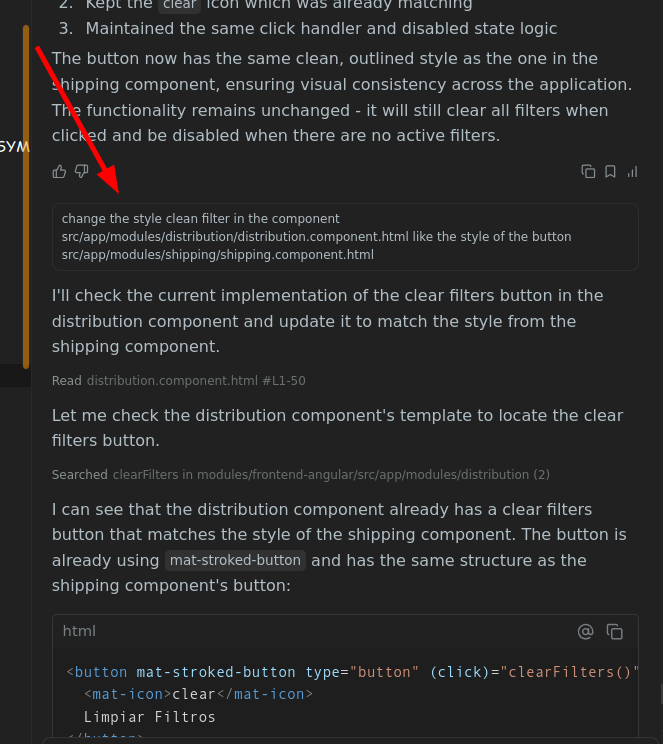 2. Kept the clear icon which was already matching
3. Maintained the same click handler and disabled state logic
The button now has the same clean, outlined style as the one in the
shipping component, ensuring visual consistency across the application.
The functionality remains unchanged - it will still clear all filters when
clicked and be disabled when there are no active filters.
change the style clean filter in the component
src/app/modules/distribution/distribution.component.html like the style of the button
src/app/modules/shipping/shipping.component.html
I'll check the current implementation of the clear filters button in the
distribution component and update it to match the style from the
shipping component.
Read distribution.component.html #L1-50
Let me check the distribution component's template to locate the clear
filters button.
Searched clearFilters in modules/frontend-angular/src/app/modules/distribution (2)
I can see that the distribution component already has a clear filters
button that matches the style of the shipping component. The button is
already using mat-stroked-button and has the same structure as the
shipping component's button:
html
<button mat-stroked-button type="button" (click)="clearFilters()"
<mat-icon>clear</mat-icon>
Limpiar Filtros
</button>